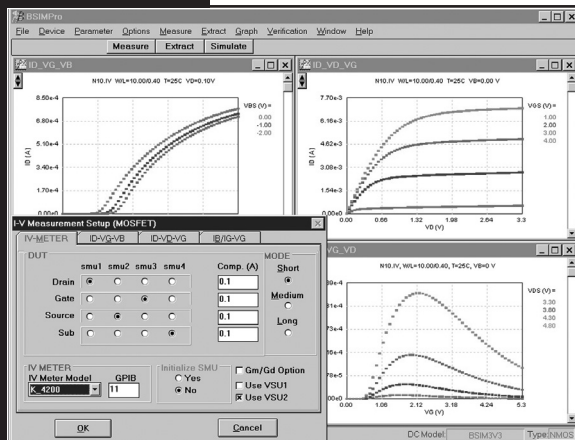 BSIMPro
File Device Parameter Options Measure Extract Graph Verification Window Help
Measure Extract Simulate
ID_VG_VB
N10.IV W/L=10.00/0.40 T=25C VD=0.10V
VBS (V) =
0.00
-1.00
-2.00
8.50e-4
6.80e-4
5.10e-4
3.40e-4
1.70e-4
0.00e0
ID (A)
ID_VD_VG
N10.IV W/L=10.00/0.40 T=25C VB=0.00 V
VGS (V) =
1.00
2.00
3.00
4.00
7.70e-3
6.16e-3
4.62e-3
3.08e-3
1.54e-3
0.00e0
ID (A)
0.00 0.66 1.32 1.98 2.64 3.3
VD (V)
I-V Measurement Setup (MOSFET)
IV-METER ID-VG-VB ID-VD-VG IB/IG-VG
DUT
smu1 smu2 smu3 smu4 Comp. (A)
Drain 0.1
Gate 0.1
Source 0.1
Sub 0.1
MODE
Short
Medium
Long
IV METER
IV Meter Model GPIB
K_4200 11
Initialize SMU
Yes
No
Gm/Gd Option
Use VSU1
Use VSU2
OK Cancel
VG_VD
N10.IV, W/L=10.00/0.40, T=25C, VB=0 V
VDS (V) =
3.30
3.80
4.30
4.80
0.00 1.06 2.12 3.18 4.24 5.3
VG (V)
DC Model: BSIM3V3 Type: NMOS